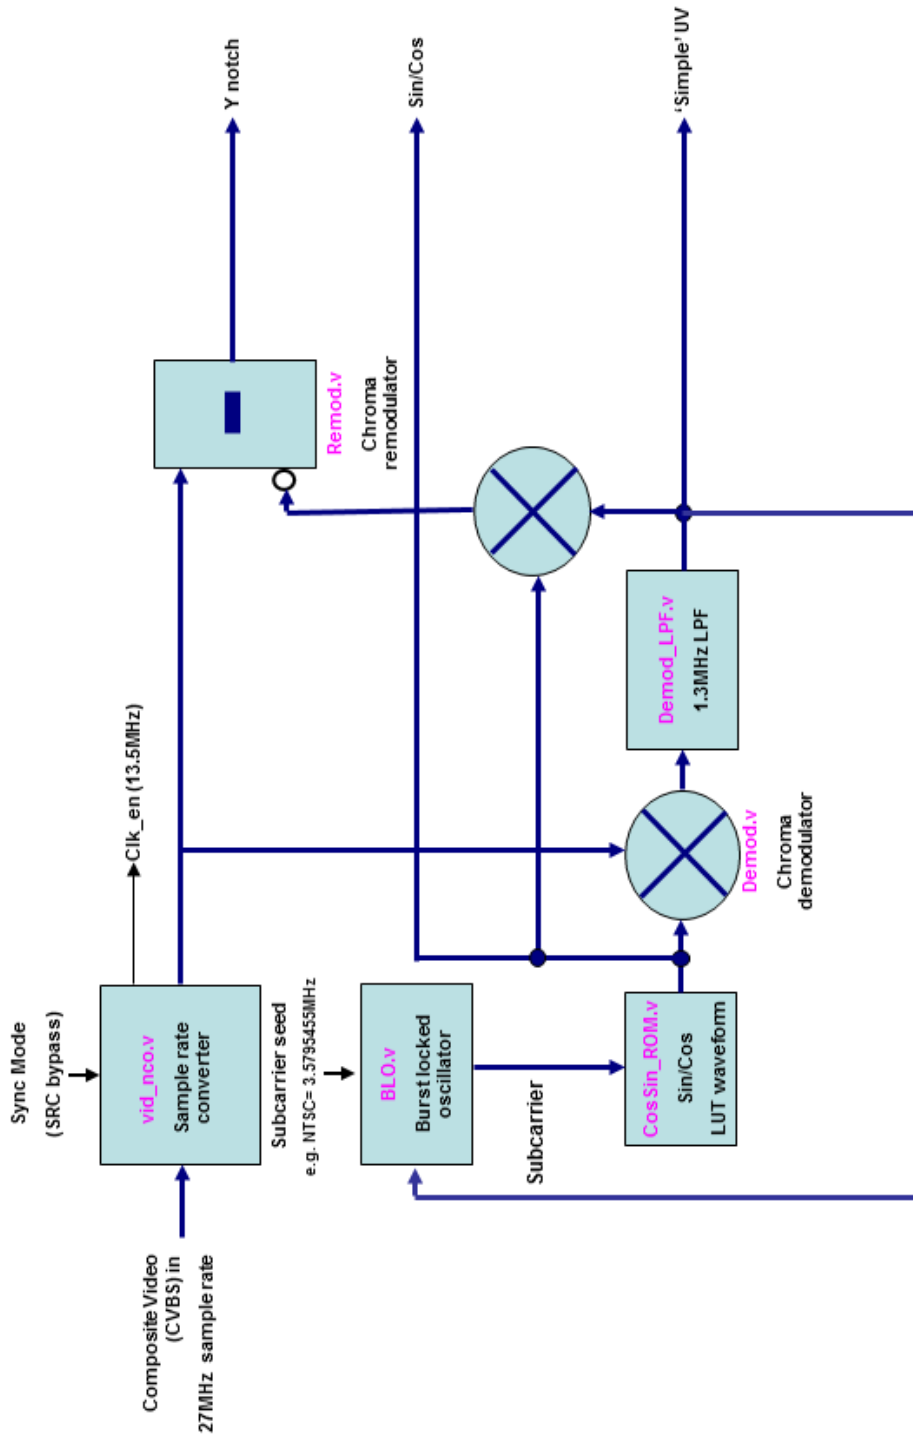 Sync Mode
(SRC bypass)
Composite Video
(CVBS) in
27MHz sample rate
vid_nco.v
Sample rate
converter
Clk_en (13.5MHz)
Y notch
Remod.v
Chroma
remodulator
Subcarrier seed
e.g. NTSC= 3.5795455MHz
BLO.v
Burst locked
oscillator
Sin/Cos
Subcarrier
CosSin_ROM.v
Sin/Cos
LUT waveform
Demod.v
Chroma
demodulator
Demod_LPF.v
1.3MHz LPF
‘Simple’ UV